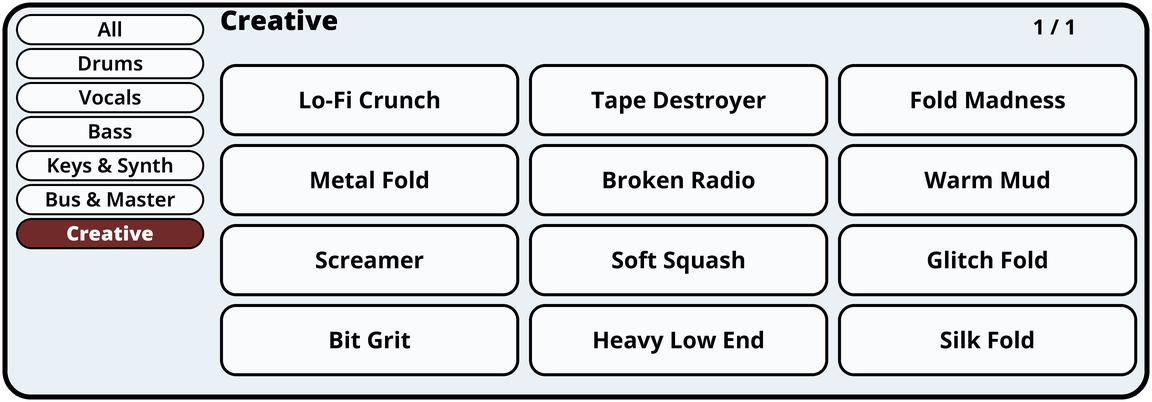 All
Drums
Vocals
Bass
Keys & Synth
Bus & Master
Creative
Creative
1 / 1
Lo-Fi Crunch
Tape Destroyer
Fold Madness
Metal Fold
Broken Radio
Warm Mud
Screamer
Soft Squash
Glitch Fold
Bit Grit
Heavy Low End
Silk Fold